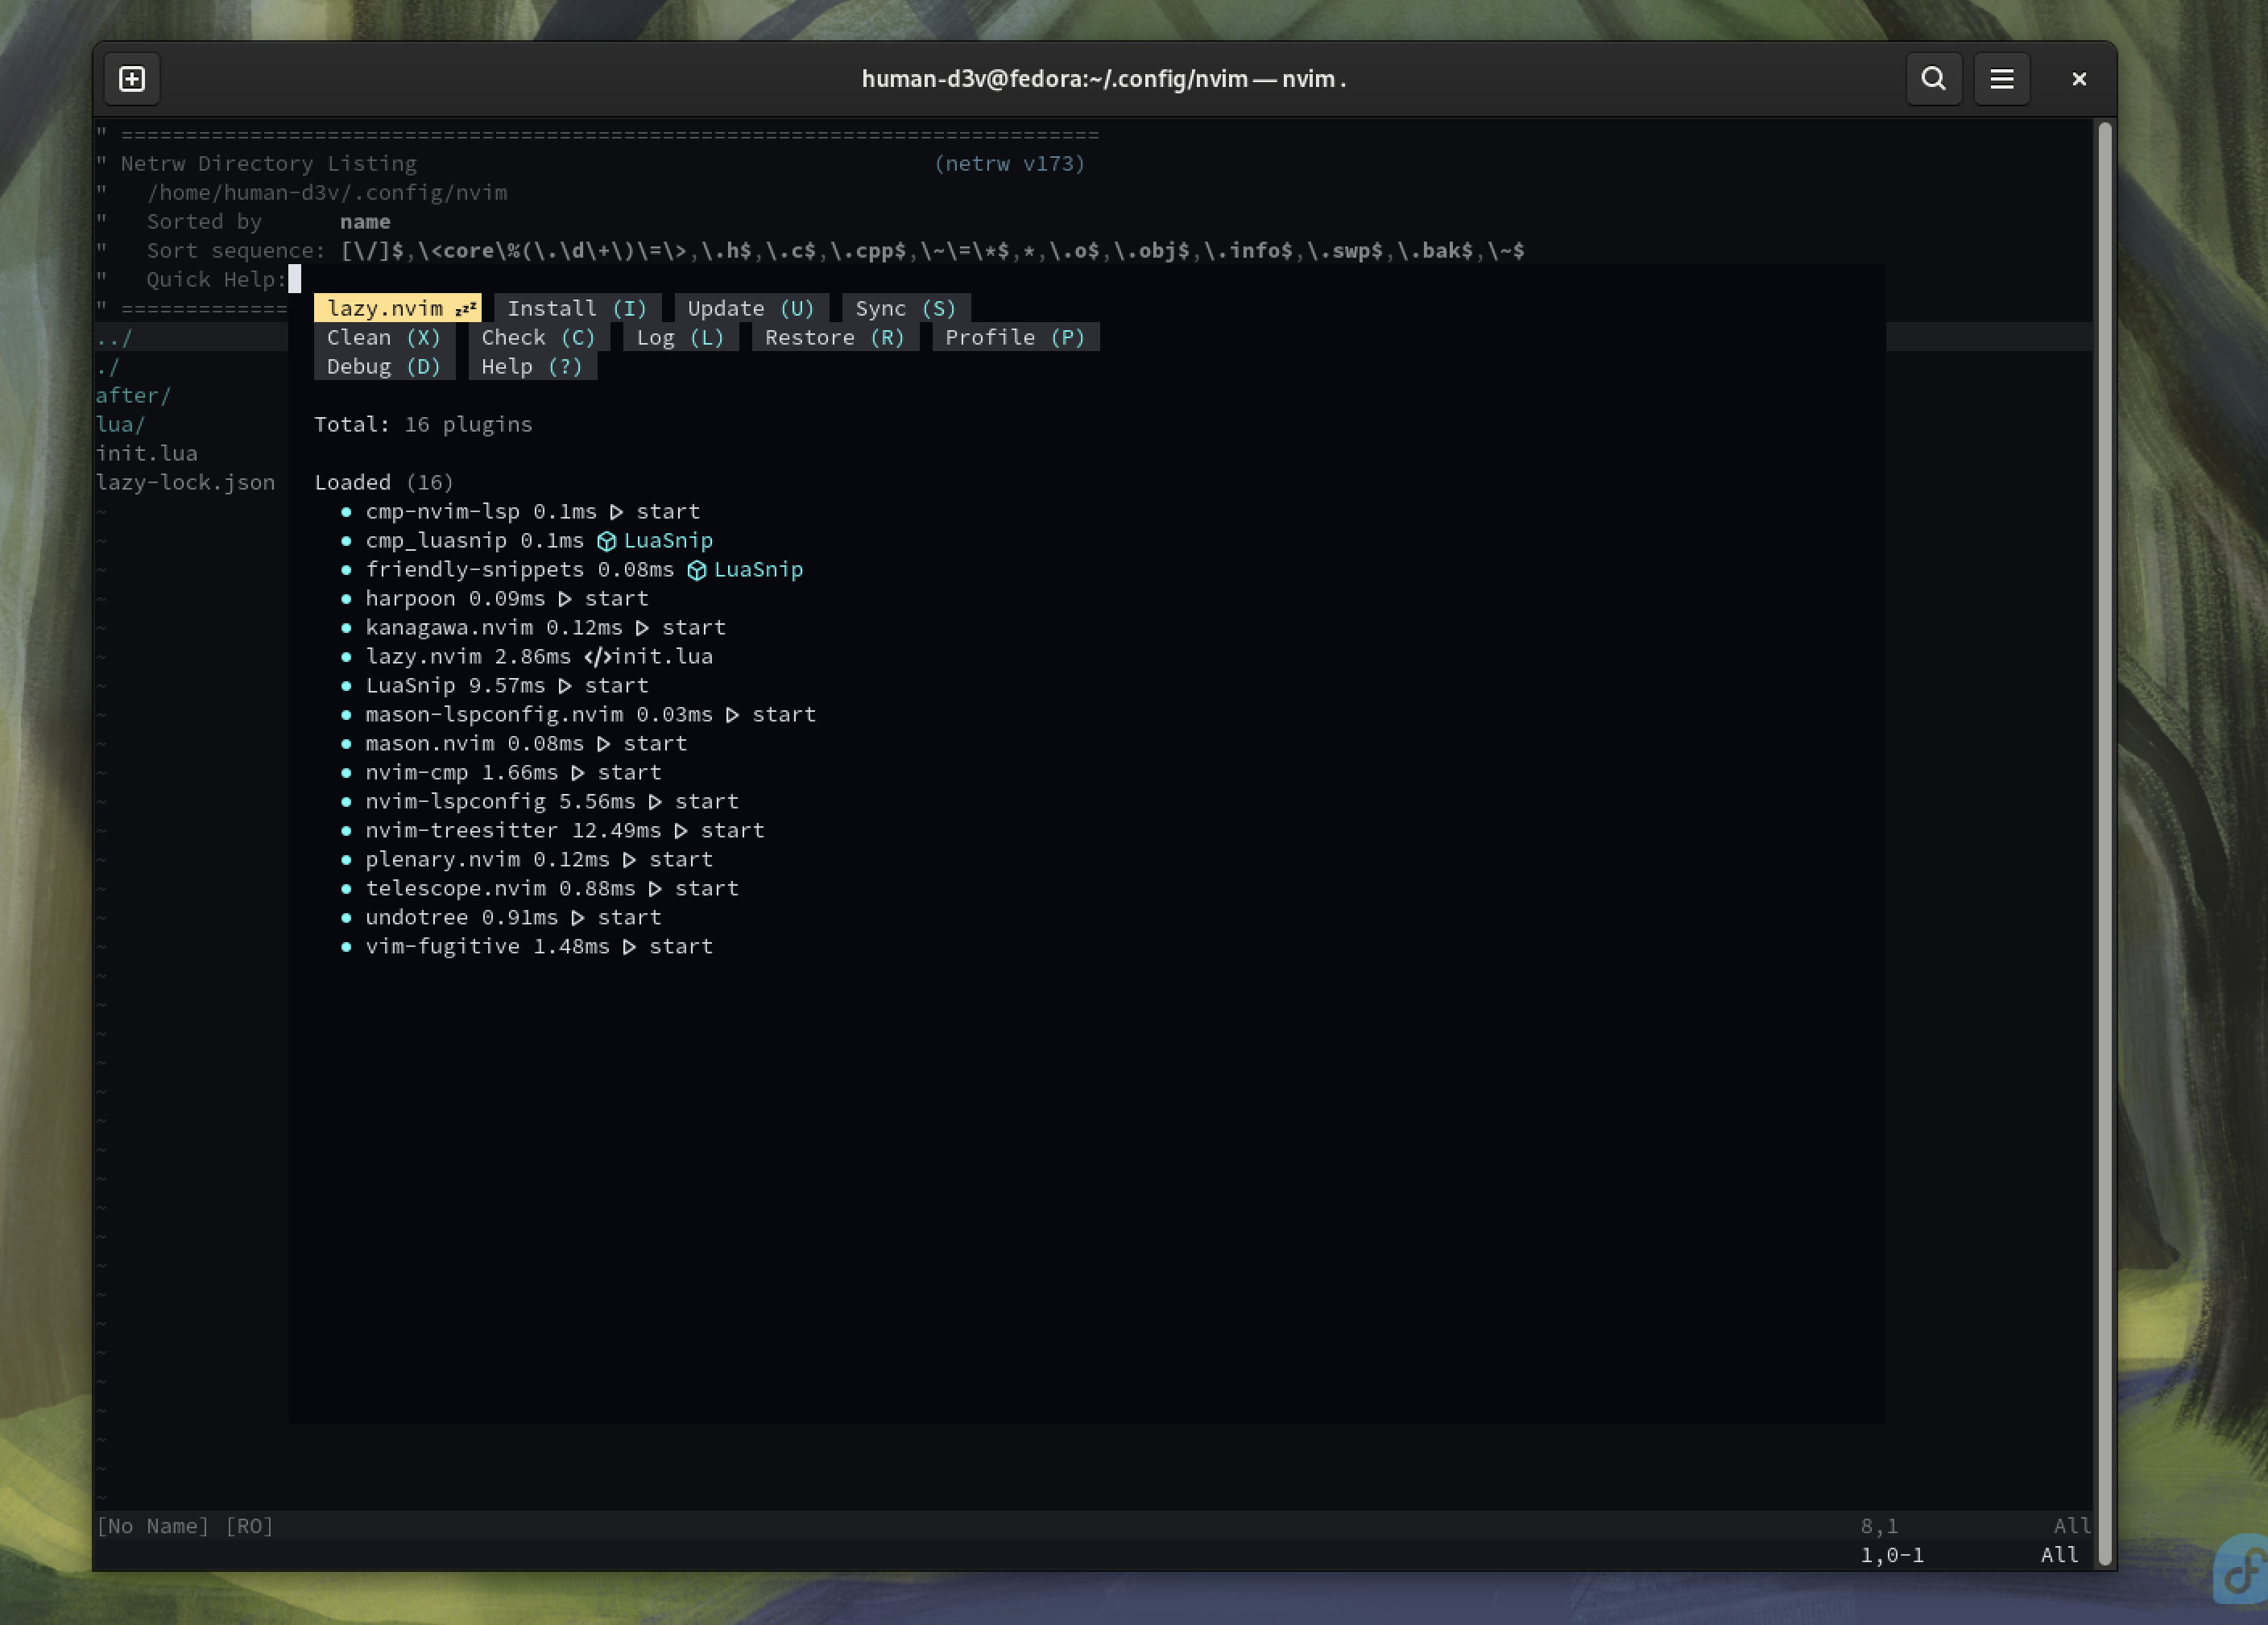 human-d3v@fedora:~/.config/nvim — nvim .
" ============================================================================
" Netrw Directory Listing                                        (netrw v173)
"   /home/human-d3v/.config/nvim
"   Sorted by      name
"   Sort sequence: [\/]$,\<core\%(\.\d\+\)\=\>,\.h$,\.c$,\.cpp$,\~\=\*$,*,\.o$,\.obj$,\.info$,\.swp$,\.bak$,\~$
"   Quick Help:
" =============
lazy.nvim 💤 Install (I) Update (U) Sync (S)
../ Clean (X) Check (C) Log (L) Restore (R) Profile (P)
./ Debug (D) Help (?)
after/
lua/ Total: 16 plugins
init.lua
lazy-lock.json Loaded (16)
● cmp-nvim-lsp 0.1ms ▷ start
● cmp_luasnip 0.1ms LuaSnip
● friendly-snippets 0.08ms LuaSnip
● harpoon 0.09ms ▷ start
● kanagawa.nvim 0.12ms ▷ start
● lazy.nvim 2.86ms </>init.lua
● LuaSnip 9.57ms ▷ start
● mason-lspconfig.nvim 0.03ms ▷ start
● mason.nvim 0.08ms ▷ start
● nvim-cmp 1.66ms ▷ start
● nvim-lspconfig 5.56ms ▷ start
● nvim-treesitter 12.49ms ▷ start
● plenary.nvim 0.12ms ▷ start
● telescope.nvim 0.88ms ▷ start
● undotree 0.91ms ▷ start
● vim-fugitive 1.48ms ▷ start
[No Name] [RO] 8,1 All
1,0-1 All